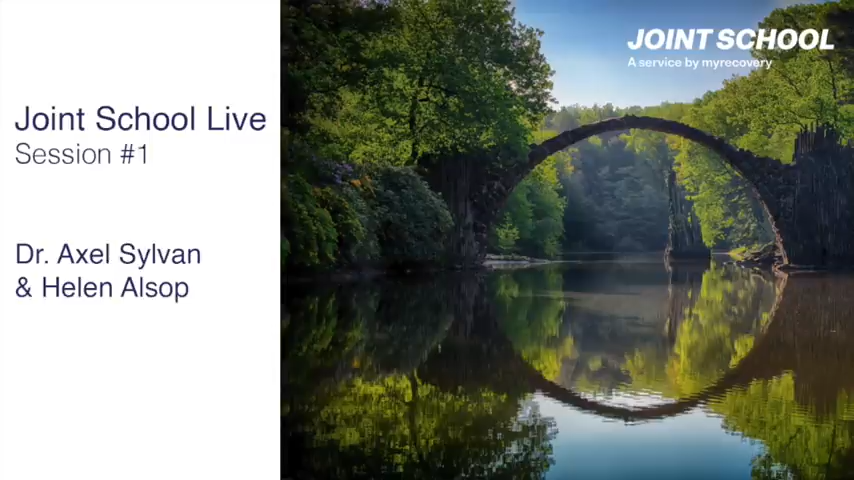 Joint School Live
Session #1
Dr. Axel Sylvan
& Helen Alsop
JOINT SCHOOL
A service by myrecovery